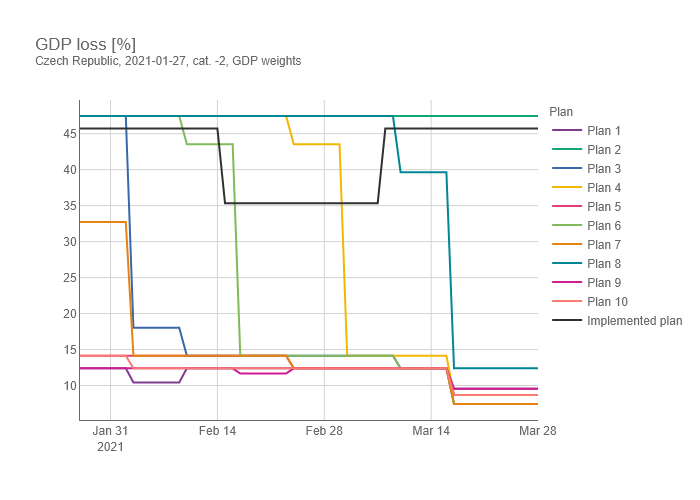 GDP loss [%]
Czech Republic, 2021-01-27, cat. -2, GDP weights
Plan
Plan 1
Plan 2
Plan 3
Plan 4
Plan 5
Plan 6
Plan 7
Plan 8
Plan 9
Plan 10
Implemented plan
45
40
35
30
25
20
15
10
Jan 31
2021
Feb 14
Feb 28
Mar 14
Mar 28